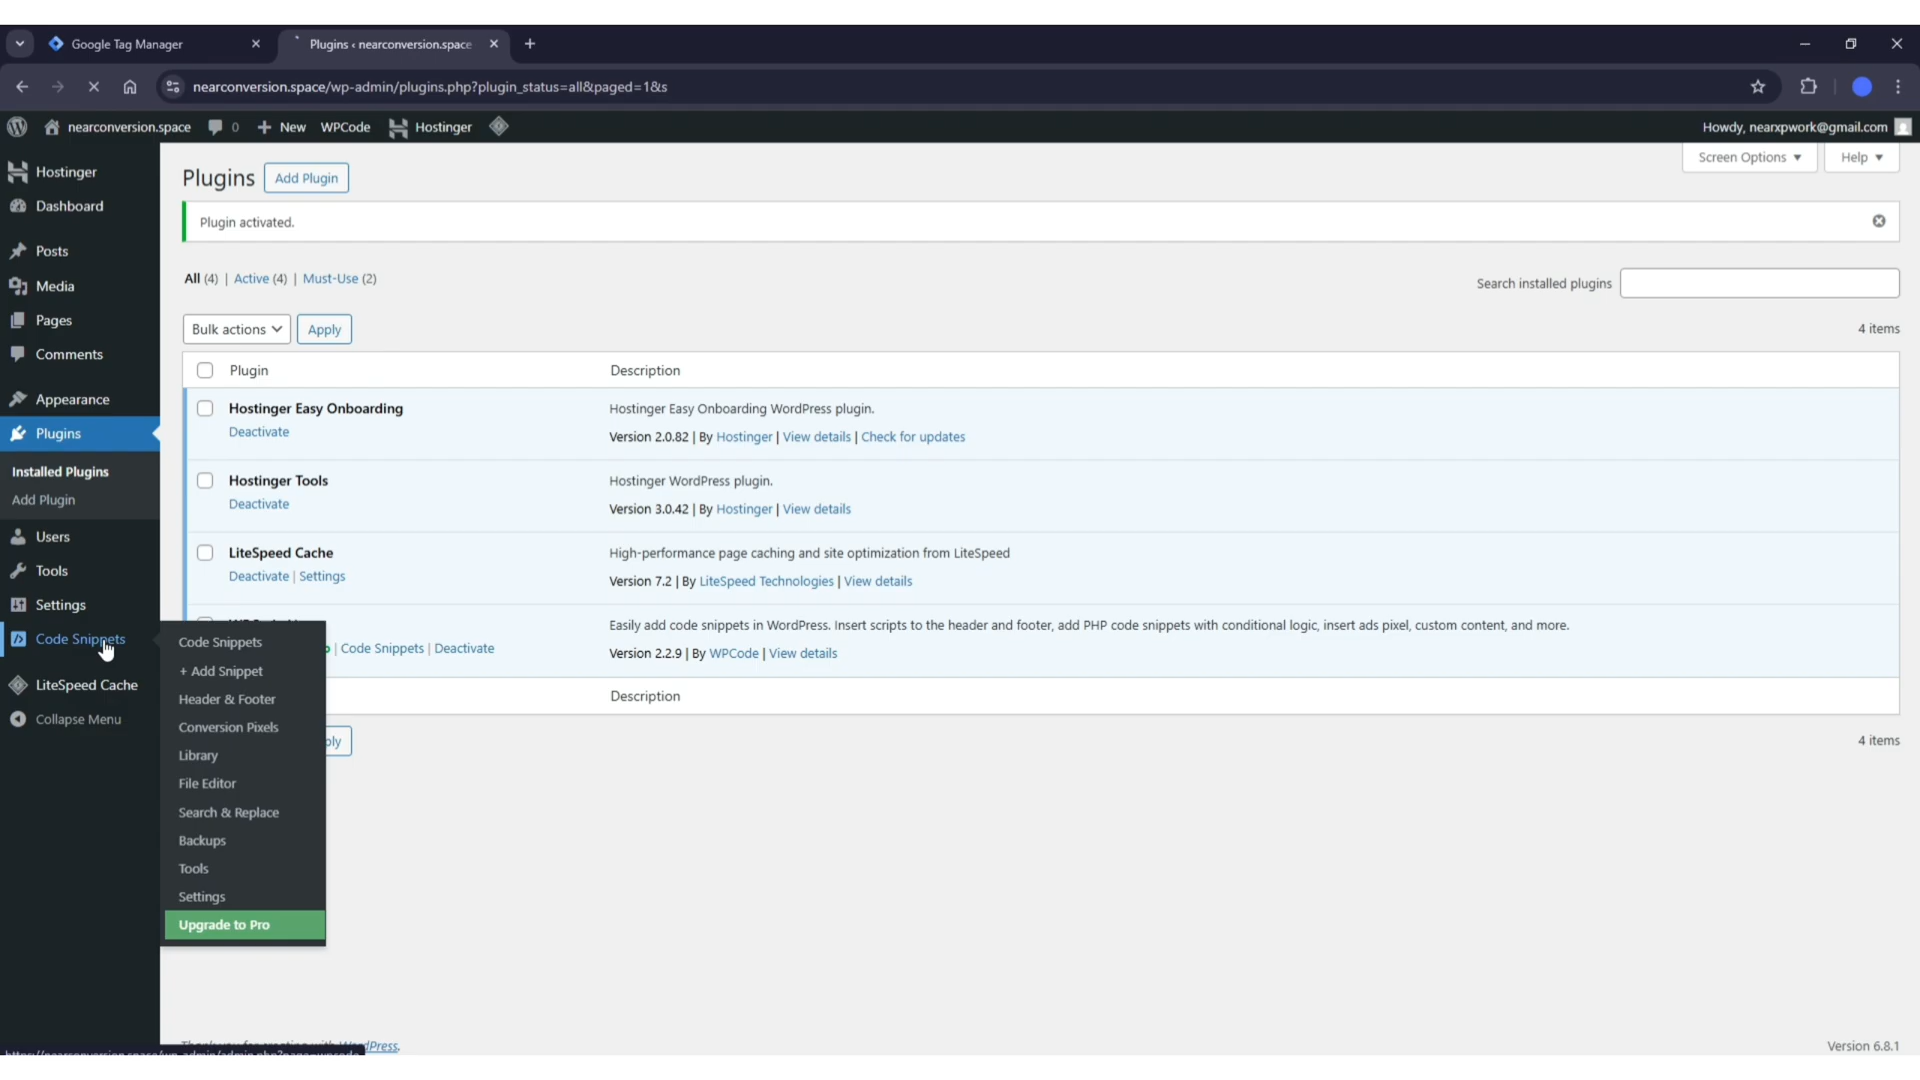 Google Tag Manager
Plugins ‹ nearconversion.space
nearconversion.space/wp-admin/plugins.php?plugin_status=all&paged=1&s
nearconversion.space 0 New WPCode Hostinger Howdy, nearxpwork@gmail.com
Hostinger
Dashboard
Posts
Media
Pages
Comments
Appearance
Plugins
Installed Plugins
Add Plugin
Users
Tools
Settings
Code Snippets
LiteSpeed Cache
Collapse Menu
Code Snippets
+ Add Snippet
Header & Footer
Conversion Pixels
Library
File Editor
Search & Replace
Backups
Tools
Settings
Upgrade to Pro
Screen Options
Help
Plugins Add Plugin
Plugin activated.
All (4) | Active (4) | Must-Use (2)
Search installed plugins
Bulk actions Apply
4 items
Plugin Description
Hostinger Easy Onboarding
Deactivate
Hostinger Easy Onboarding WordPress plugin.
Version 2.0.82 | By Hostinger | View details | Check for updates
Hostinger Tools
Deactivate
Hostinger WordPress plugin.
Version 3.0.42 | By Hostinger | View details
LiteSpeed Cache
Deactivate | Settings
High-performance page caching and site optimization from LiteSpeed
Version 7.2 | By LiteSpeed Technologies | View details
| Code Snippets | Deactivate
Easily add code snippets in WordPress. Insert scripts to the header and footer, add PHP code snippets with conditional logic, insert ads pixel, custom content, and more.
Version 2.2.9 | By WPCode | View details
Description
4 items
Version 6.8.1